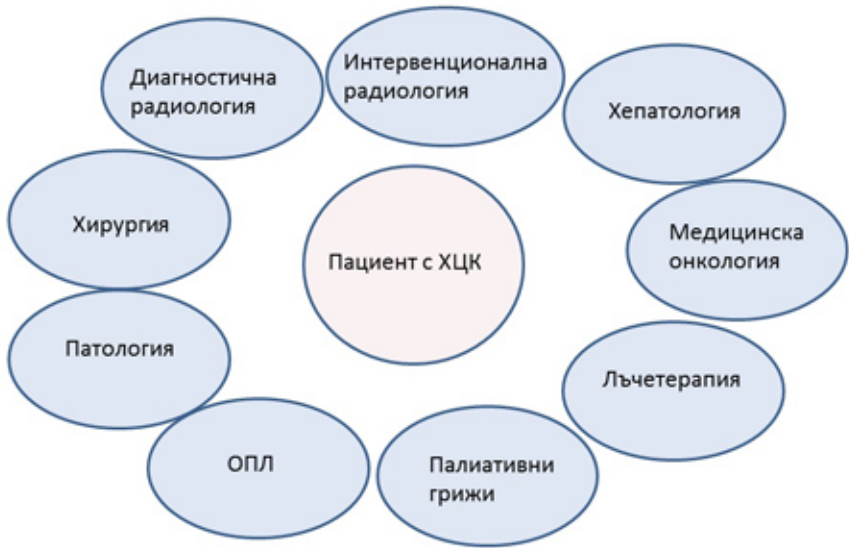 Диагностична
радиология
Интервенционална
радиология
Хепатология
Хирургия
Пациент с ХЦК
Медицинска
онкология
Патология
Лъчетерапия
ОПЛ
Палиативни
грижи